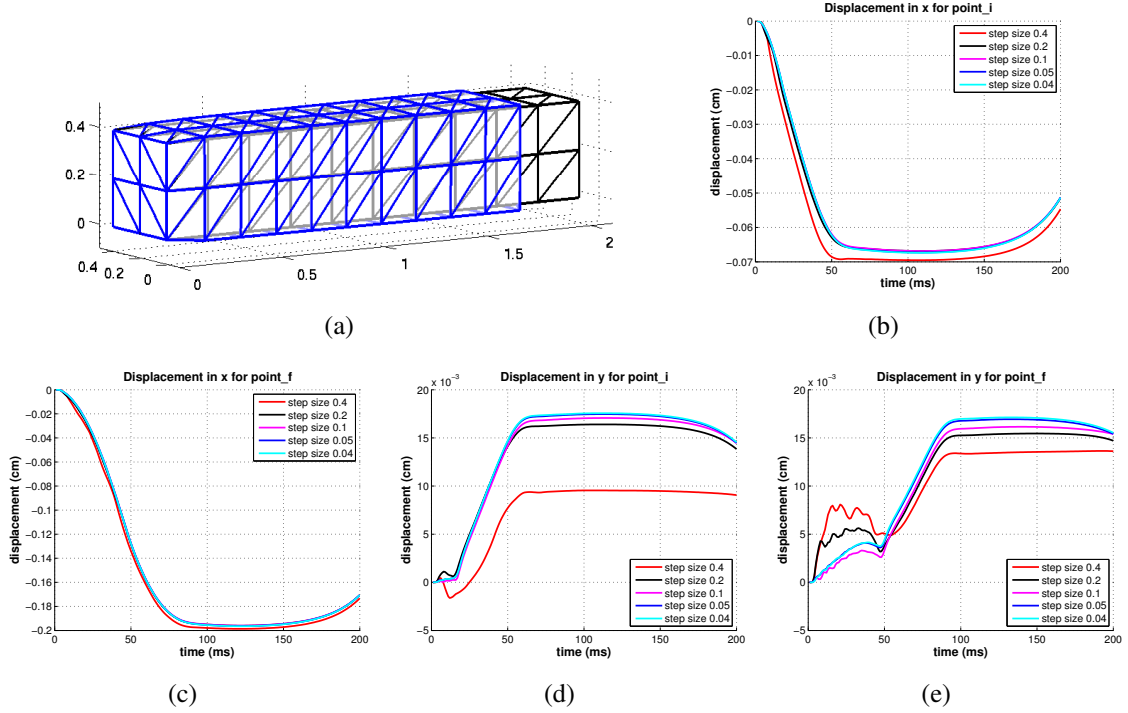 0.4
0.2
0
0.4
0.2
0
0
0.5
1
1.5
2
(a)
Displacement in x for point_i
0
−0.01
−0.02
−0.03
−0.04
−0.05
−0.06
−0.07
displacement (cm)
step size 0.4
step size 0.2
step size 0.1
step size 0.05
step size 0.04
0 50 100 150 200
time (ms)
(b)
Displacement in x for point_f
0
−0.02
−0.04
−0.06
−0.08
−0.1
−0.12
−0.14
−0.16
−0.18
−0.2
displacement (cm)
step size 0.4
step size 0.2
step size 0.1
step size 0.05
step size 0.04
0 50 100 150 200
time (ms)
(c)
Displacement in y for point_i
x 10⁻³
20
15
10
5
0
−5
displacement (cm)
step size 0.4
step size 0.2
step size 0.1
step size 0.05
step size 0.04
0 50 100 150 200
time (ms)
(d)
Displacement in y for point_f
x 10⁻³
20
15
10
5
0
−5
displacement (cm)
step size 0.4
step size 0.2
step size 0.1
step size 0.05
step size 0.04
0 50 100 150 200
time (ms)
(e)